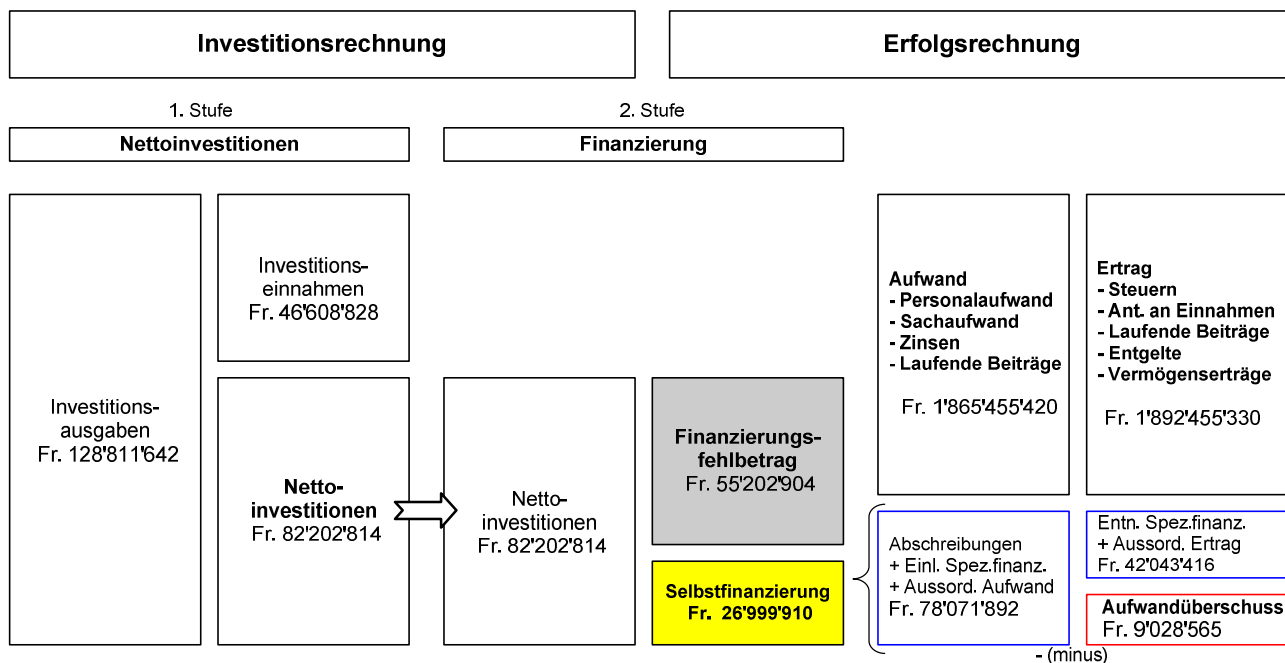 Investitionsrechnung
Erfolgsrechnung
1. Stufe
2. Stufe
Nettoinvestitionen
Finanzierung
Investitions-
ausgaben
Fr. 128'811'642
Investitions-
einnahmen
Fr. 46'608'828
Netto-
investitionen
Fr. 82'202'814
Netto-
investitionen
Fr. 82'202'814
Finanzierungs-
fehlbetrag
Fr. 55'202'904
Selbstfinanzierung
Fr. 26'999'910
Aufwand
- Personalaufwand
- Sachaufwand
- Zinsen
- Laufende Beiträge
Fr. 1'865'455'420
Ertrag
- Steuern
- Ant. an Einnahmen
- Laufende Beiträge
- Entgelte
- Vermögenserträge
Fr. 1'892'455'330
Abschreibungen
+ Einl. Spez.finanz.
+ Aussord. Aufwand
Fr. 78'071'892
Entn. Spez.finanz.
+ Aussord. Ertrag
Fr. 42'043'416
Aufwandüberschuss
Fr. 9'028'565
- (minus)